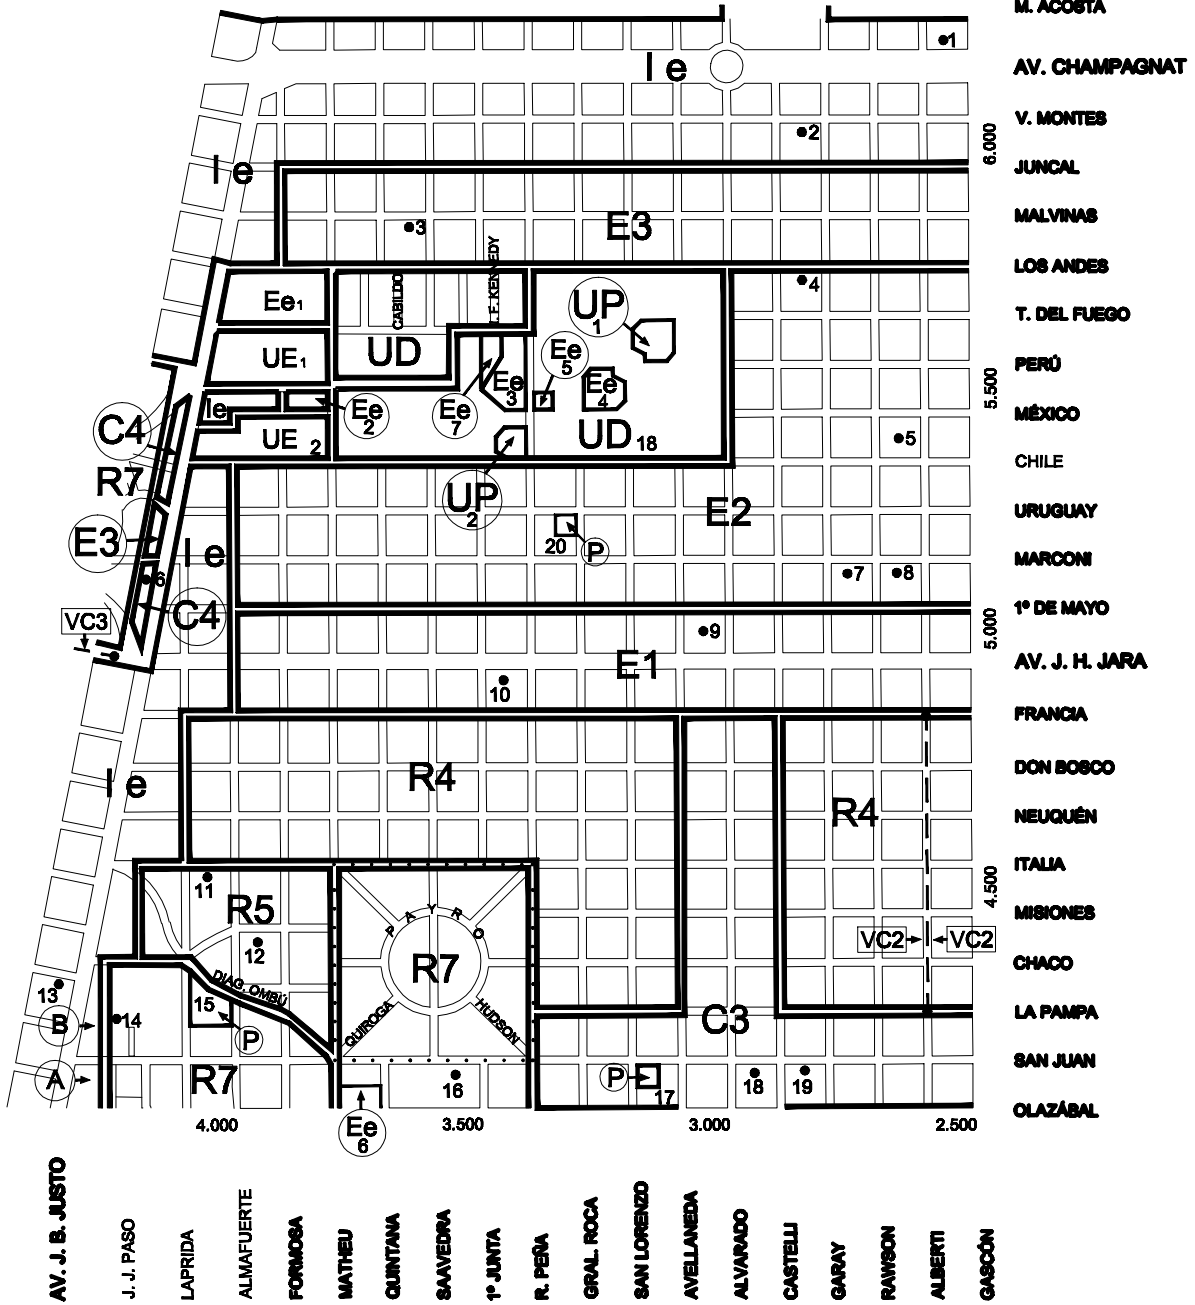 M. ACOSTA
1
I e
AV. CHAMPAGNAT
V. MONTES
2
6.000
JUNCAL
I e
MALVINAS
3
E3
J. F. KENNEDY
CABILDO
LOS ANDES
4
Ee1
UP
1
T. DEL FUEGO
UE1
UD
Ee
5
PERÚ
Ee
3
Ee
4
5.500
Ie
Ee
2
Ee
7
MÉXICO
C4
UE 2
UD 18
5
CHILE
R7
UP
2
E2
URUGUAY
E3
I e
20
P
MARCONI
6
7
8
C4
1º DE MAYO
VC3
9
5.000
E1
AV. J. H. JARA
10
FRANCIA
I e
R4
DON BOSCO
R4
NEUQUÉN
ITALIA
11
4.500
R5
PAYRO
MISIONES
12
VC2
VC2
R7
CHACO
13
DIAG. OMBÚ
15
QUIROGA
HUDSON
B
14
P
C3
LA PAMPA
A
R7
16
P
17
18
19
SAN JUAN
OLAZÁBAL
4.000
Ee
6
3.500
3.000
2.500
AV. J. B. JUSTO
J. J. PASO
LAPRIDA
ALMAFUERTE
FORMOSA
MATHEU
QUINTANA
SAAVEDRA
1º JUNTA
R. PEÑA
GRAL. ROCA
SAN LORENZO
AVELLANEDA
ALVARADO
CASTELLI
GARAY
RAWSON
ALBERTI
GASCÓN